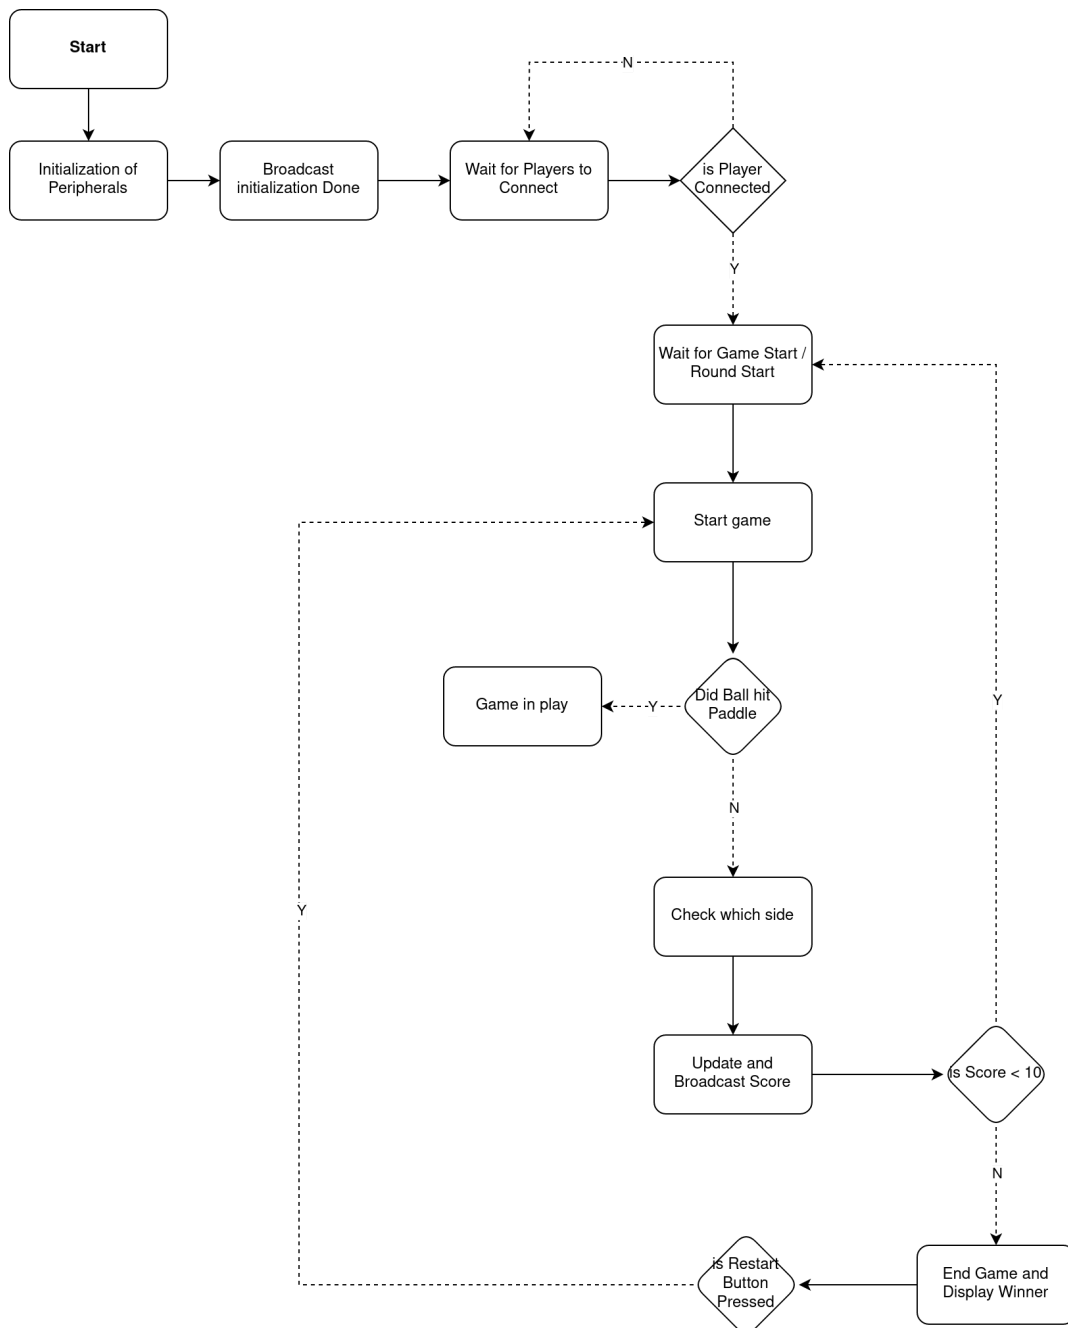 Start
N
Initialization of
Peripherals
Broadcast
initialization Done
Wait for Players to
Connect
is Player
Connected
Y
Wait for Game Start /
Round Start
Start game
Game in play
Y
Did Ball hit
Paddle
Y
N
Check which side
Y
Update and
Broadcast Score
is Score < 10
N
is Restart
Button
Pressed
End Game and
Display Winner